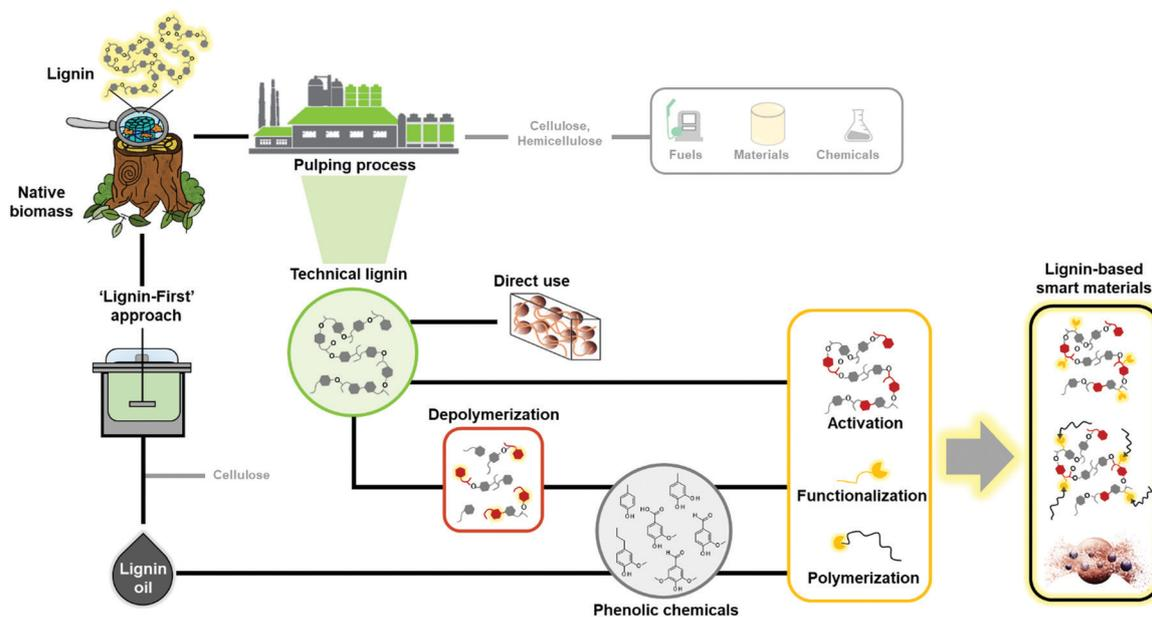 Lignin
Native
biomass
Pulping process
Cellulose,
Hemicellulose
Fuels
Materials
Chemicals
'Lignin-First'
approach
Technical lignin
Direct use
Lignin-based
smart materials
Depolymerization
Activation
Cellulose
Functionalization
Lignin
oil
Polymerization
Phenolic chemicals